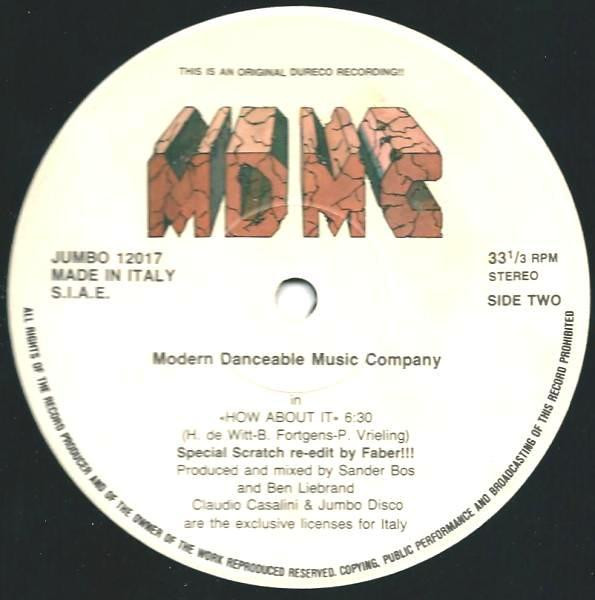 THIS IS AN ORIGINAL DURECO RECORDING!!
MDMC
JUMBO 12017
MADE IN ITALY
S.I.A.E.
33 1/3 RPM
STEREO
SIDE TWO
Modern Danceable Music Company
in
«HOW ABOUT IT» 6:30
(H. de Witt-B. Fortgens-P. Vrieling)
Special Scratch re-edit by Faber!!!
Produced and mixed by Sander Bos
and Ben Liebrand
Claudio Casalini & Jumbo Disco
are the exclusive licenses for Italy
ALL RIGHTS OF THE RECORD PRODUCER AND OF THE OWNER OF THE WORK REPRODUCED RESERVED. COPYING, PUBLIC PERFORMANCE AND BROADCASTING OF THIS RECORD PROHIBITED